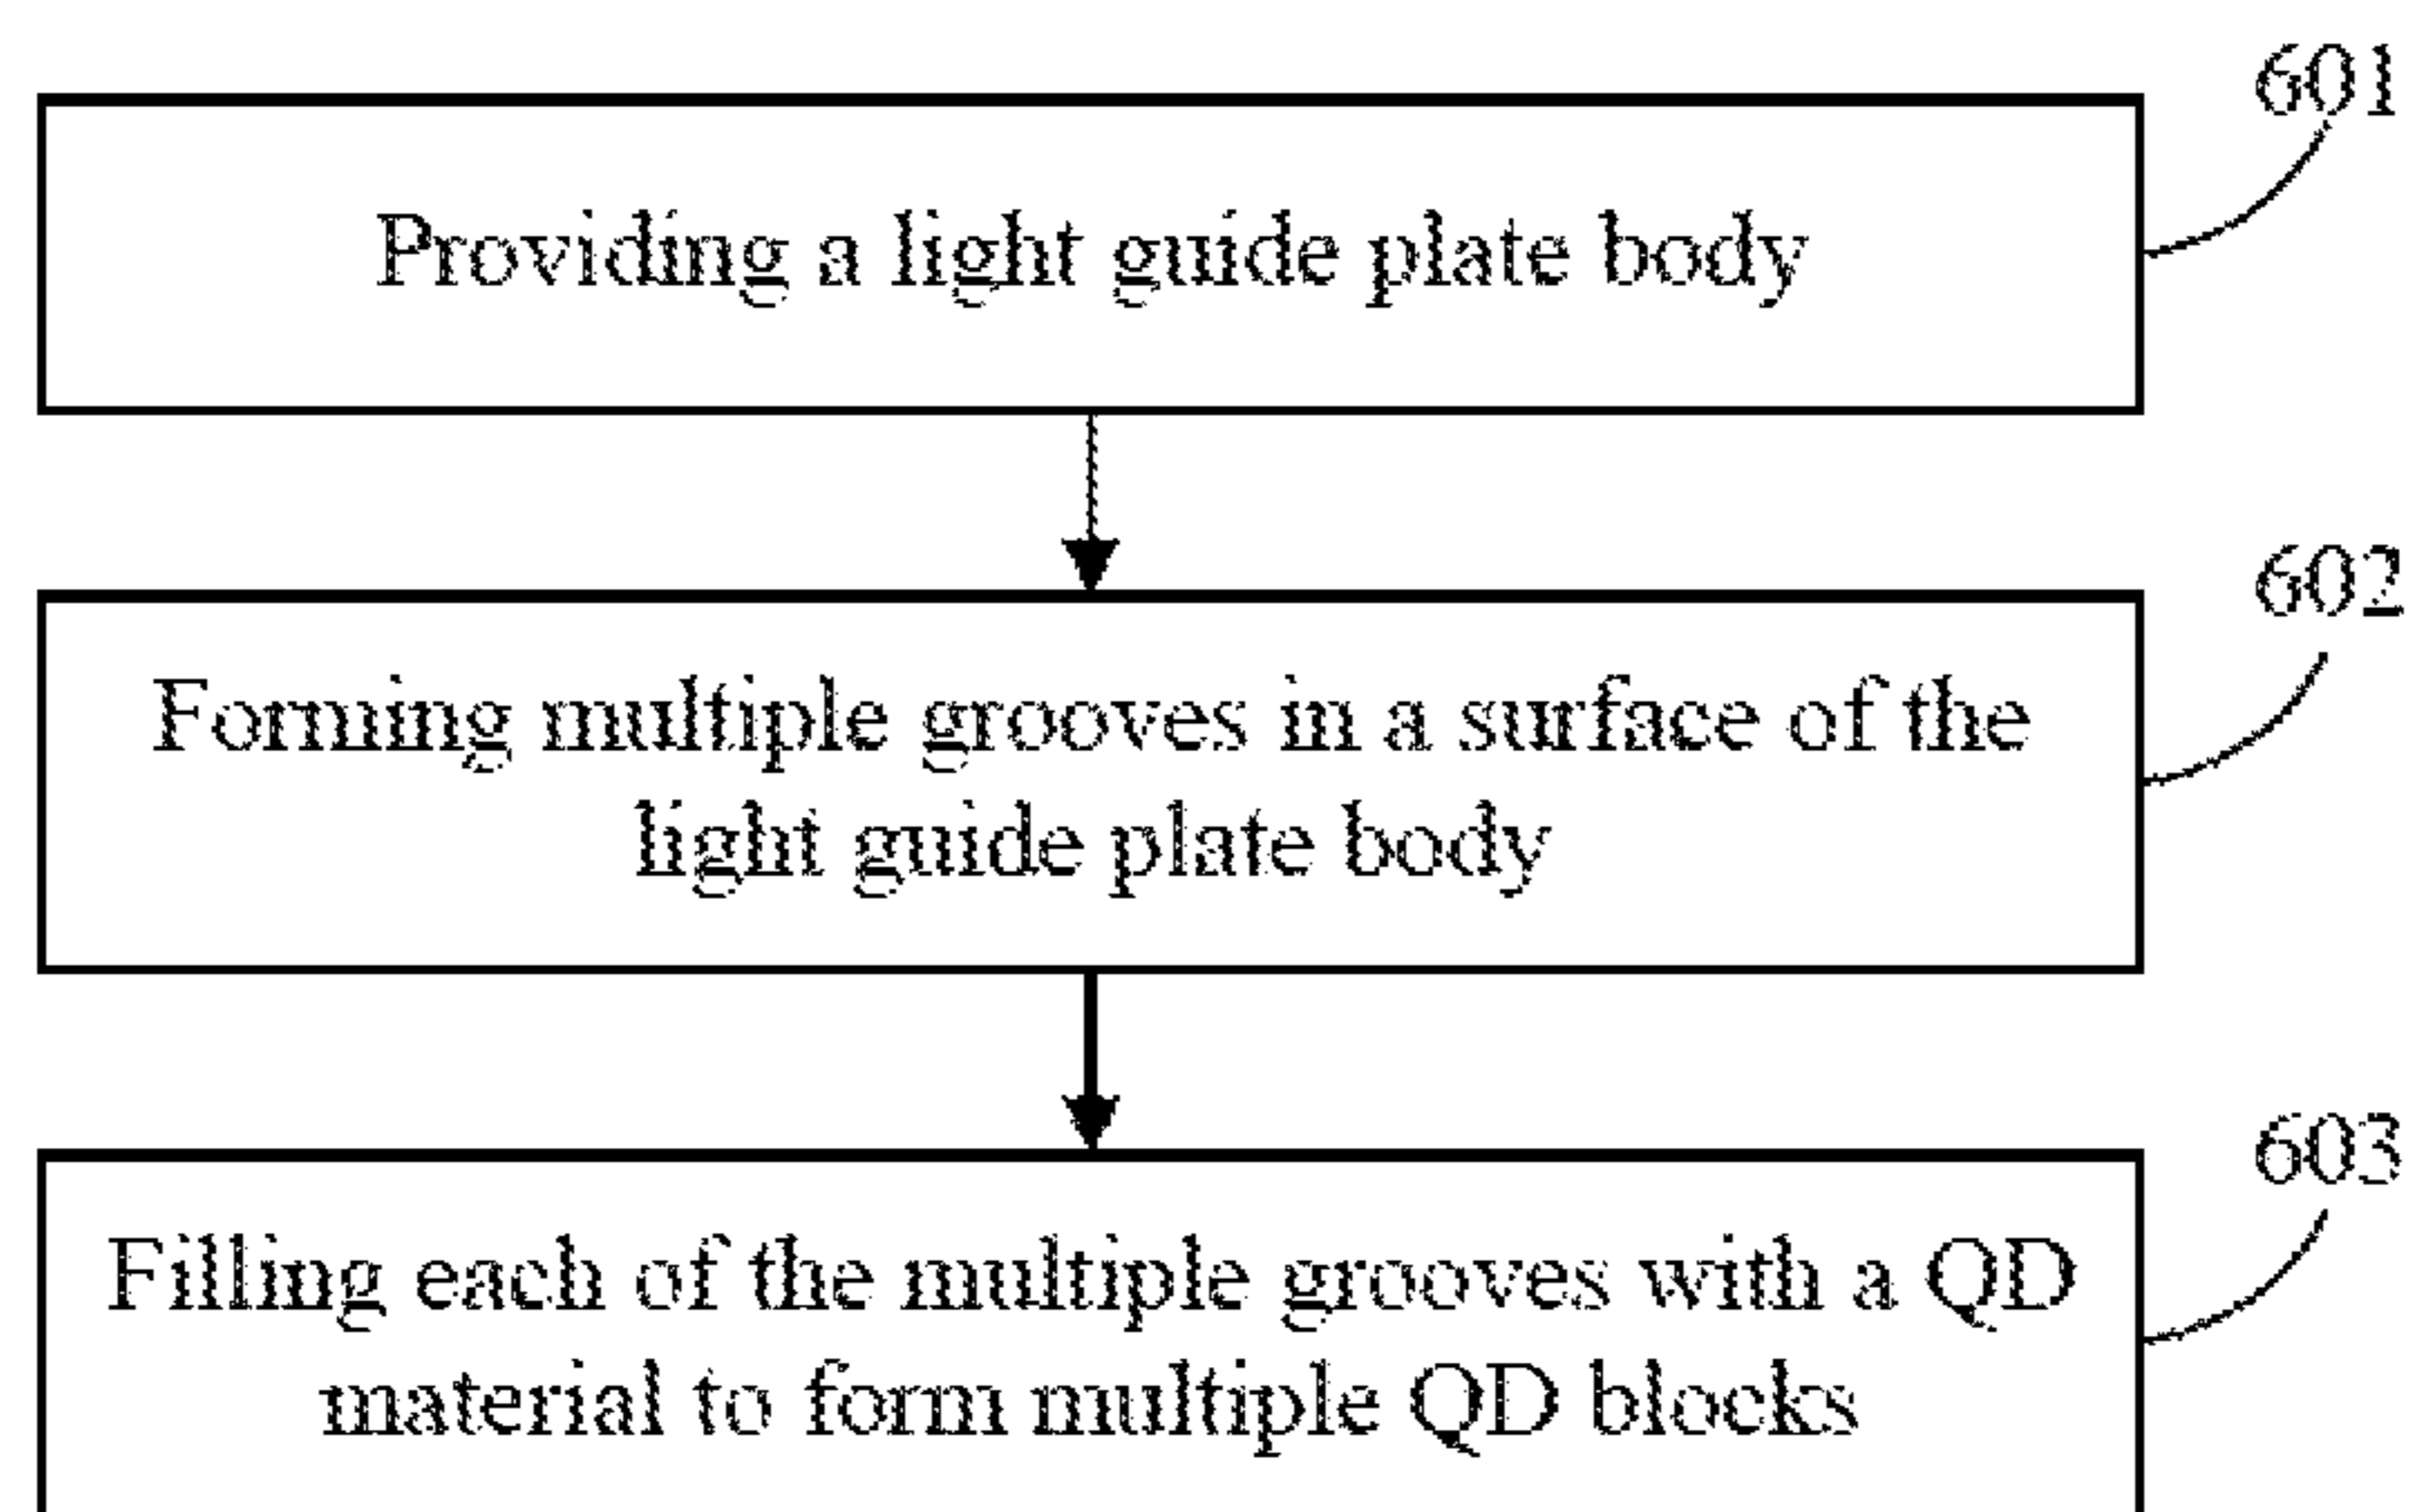 601
Providing a light guide plate body
602
Forming multiple grooves in a surface of the
light guide plate body
603
Filling each of the multiple grooves with a QD
material to form multiple QD blocks